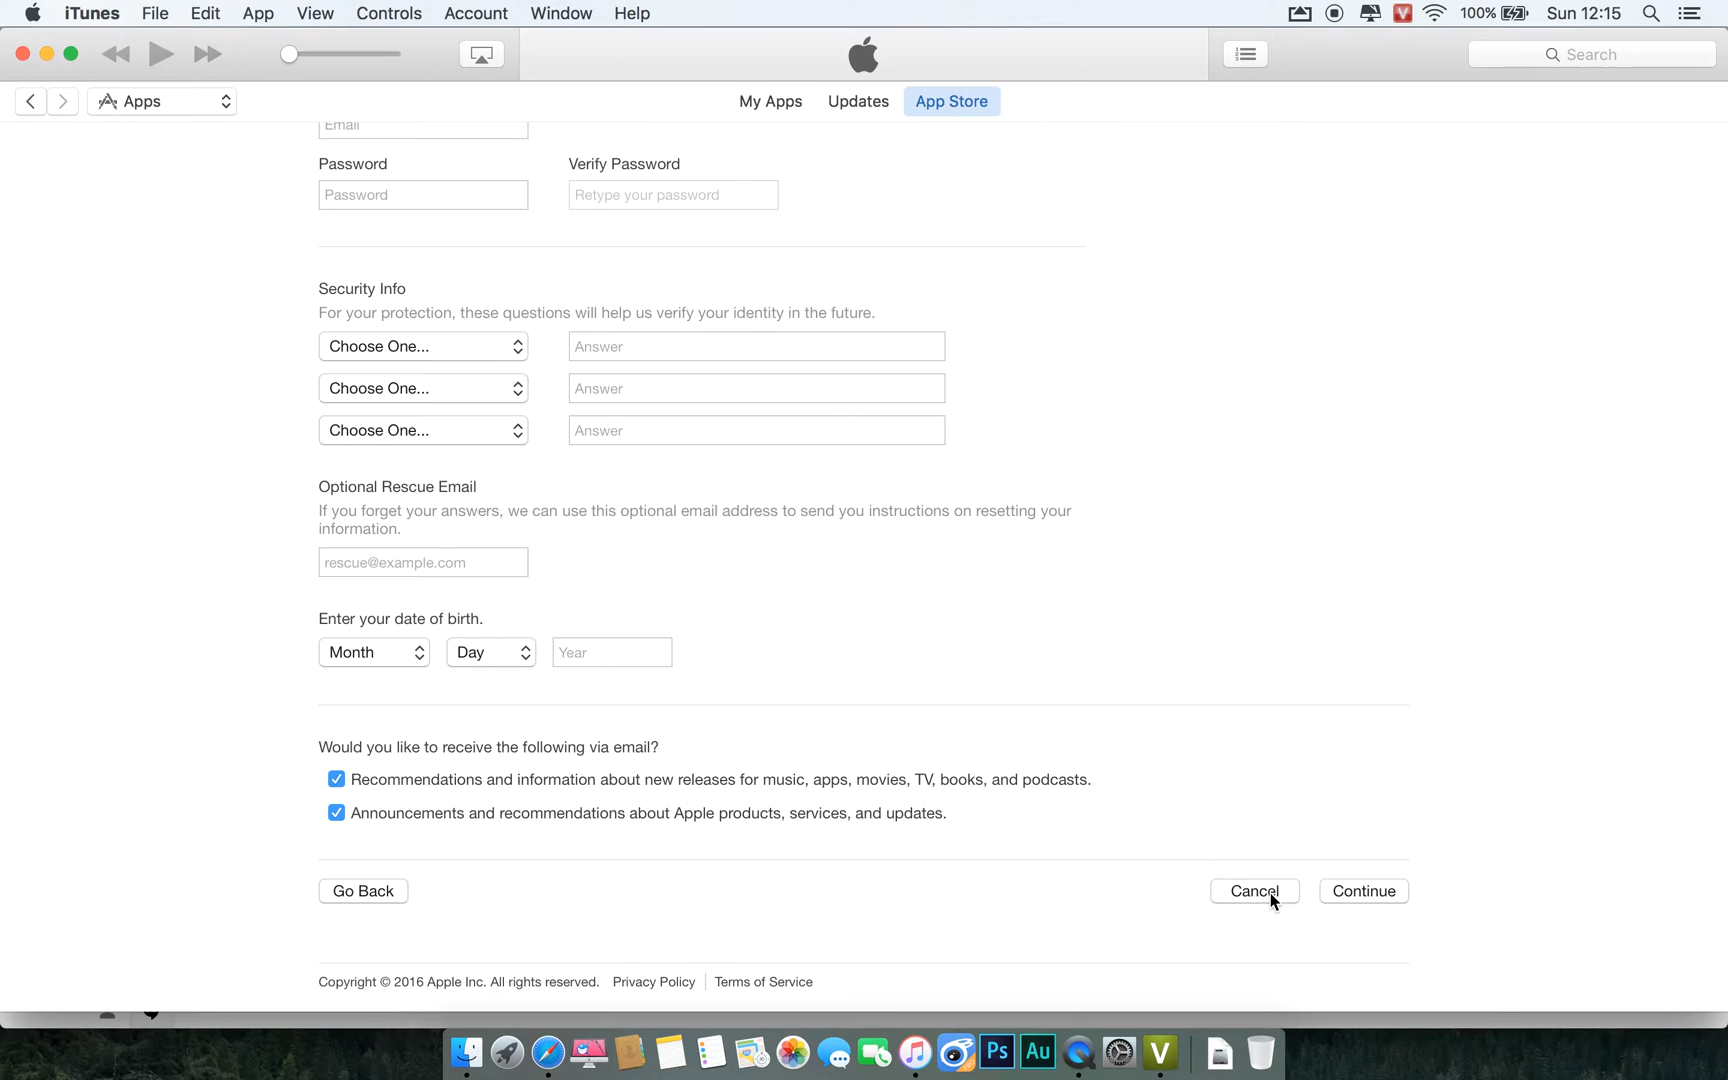 iTunes File Edit App View Controls Account Window Help 100% Sun 12:15
Search
Apps My Apps Updates App Store
Email
Password Verify Password
Password Retype your password
Security Info
For your protection, these questions will help us verify your identity in the future.
Choose One... Answer
Choose One... Answer
Choose One... Answer
Optional Rescue Email
If you forget your answers, we can use this optional email address to send you instructions on resetting your
information.
rescue@example.com
Enter your date of birth.
Month Day Year
Would you like to receive the following via email?
Recommendations and information about new releases for music, apps, movies, TV, books, and podcasts.
Announcements and recommendations about Apple products, services, and updates.
Go Back Cancel Continue
Copyright © 2016 Apple Inc. All rights reserved. Privacy Policy Terms of Service
Ps Au V